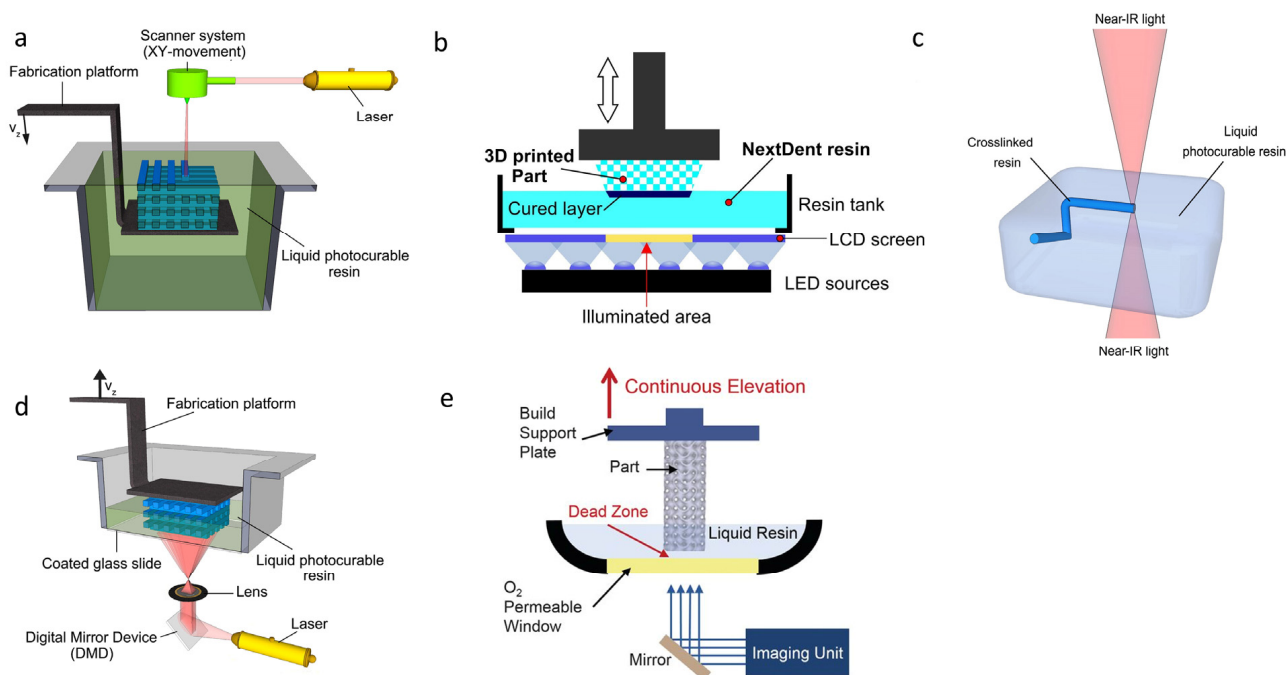 a
Scanner system
(XY-movement)
Fabrication platform
Laser
Vz
Liquid photocurable
resin
b
3D printed
Part
NextDent resin
Cured layer
Resin tank
LCD screen
LED sources
Illuminated area
c
Near-IR light
Crosslinked
resin
Liquid
photocurable resin
Near-IR light
d
Vz
Fabrication platform
Coated glass slide
Liquid photocurable
resin
Lens
Laser
Digital Mirror Device
(DMD)
e
Continuous Elevation
Build
Support
Plate
Part
Dead Zone
Liquid Resin
O2
Permeable
Window
Mirror
Imaging Unit